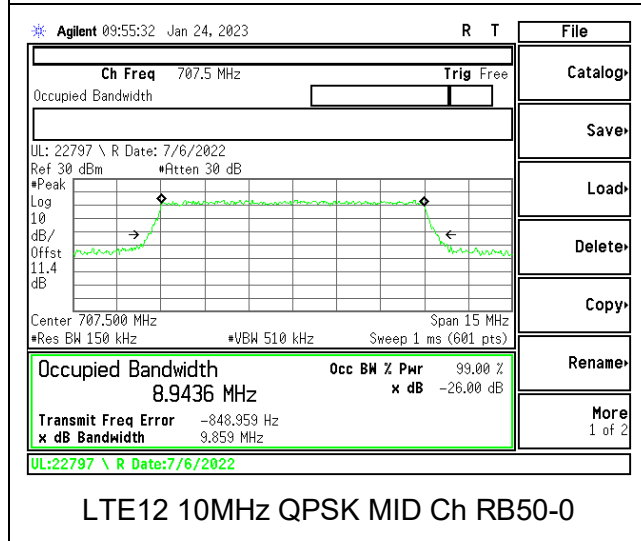 Agilent 09:55:32 Jan 24, 2023 R T
File
Ch Freq 707.5 MHz Trig Free
Occupied Bandwidth
Catalog
Save
UL: 22797 \ R Date: 7/6/2022
Ref 30 dBm #Atten 30 dB
#Peak
Log
10
dB/
Offst
11.4
dB
Load
Delete
Copy
Center 707.500 MHz Span 15 MHz
#Res BW 150 kHz #VBW 510 kHz Sweep 1 ms (601 pts)
Occupied Bandwidth Occ BW % Pwr 99.00 %
8.9436 MHz x dB -26.00 dB
Rename
Transmit Freq Error -848.959 Hz
x dB Bandwidth 9.859 MHz
More
1 of 2
UL:22797 \ R Date:7/6/2022
LTE12 10MHz QPSK MID Ch RB50-0